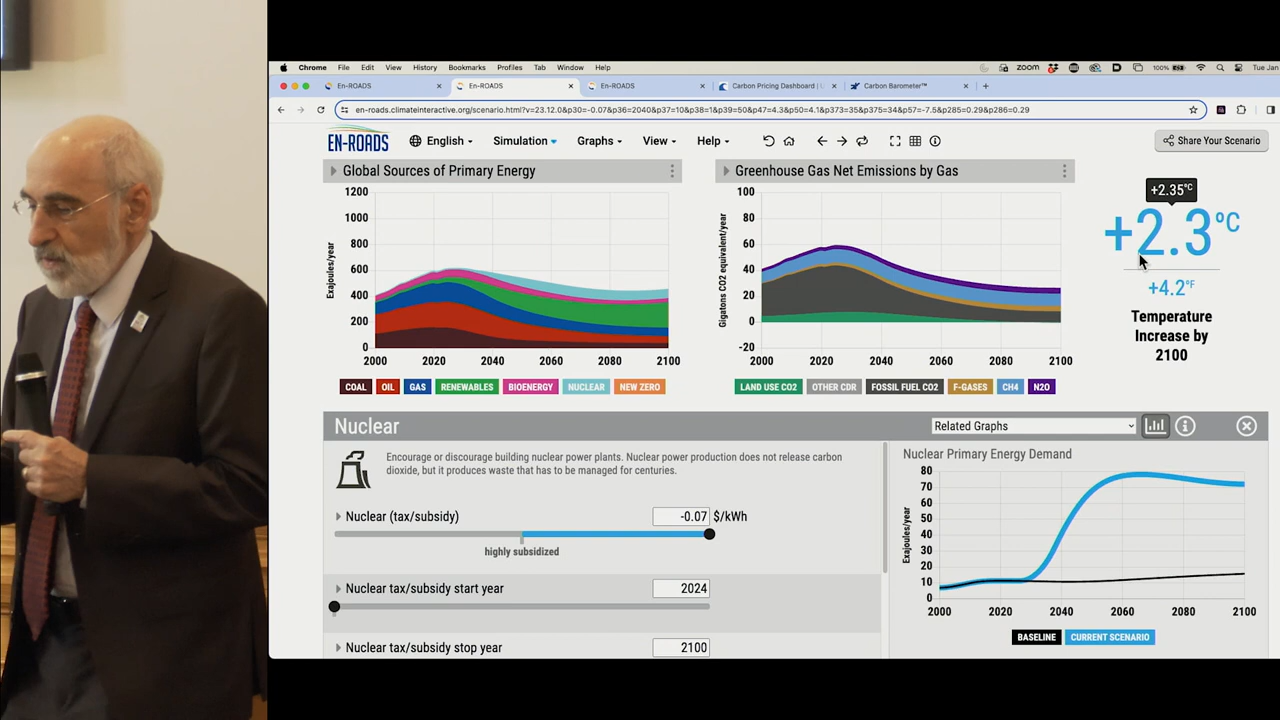 Chrome File Edit View History Bookmarks Profiles Tab Window Help zoom 100% Tue Jan
En-ROADS En-ROADS En-ROADS Carbon Pricing Dashboard | Carbon Barometer™
en-roads.climateinteractive.org/scenario.html?v=23.12.0&p30=-0.07&p36=2040&p37=10&p38=1&p39=50&p47=4.3&p50=4.1&p373=35&p375=34&p57=-7.5&p285=0.29&p286=0.29
EN-ROADS English Simulation Graphs View Help Share Your Scenario
Global Sources of Primary Energy
Exajoules/year
1200
1000
800
600
400
200
0
2000 2020 2040 2060 2080 2100
COAL OIL GAS RENEWABLES BIOENERGY NUCLEAR NEW ZERO
Greenhouse Gas Net Emissions by Gas
Gigatons CO2 equivalent/year
100
80
60
40
20
0
-20
2000 2020 2040 2060 2080 2100
LAND USE CO2 OTHER CDR FOSSIL FUEL CO2 F-GASES CH4 N2O
+2.35°C
+2.3°C
+4.2°F
Temperature
Increase by
2100
Nuclear
Related Graphs
Encourage or discourage building nuclear power plants. Nuclear power production does not release carbon
dioxide, but it produces waste that has to be managed for centuries.
Nuclear (tax/subsidy) -0.07 $/kWh
highly subsidized
Nuclear tax/subsidy start year 2024
Nuclear tax/subsidy stop year 2100
Nuclear Primary Energy Demand
Exajoules/year
80
70
60
50
40
30
20
10
0
2000 2020 2040 2060 2080 2100
BASELINE CURRENT SCENARIO